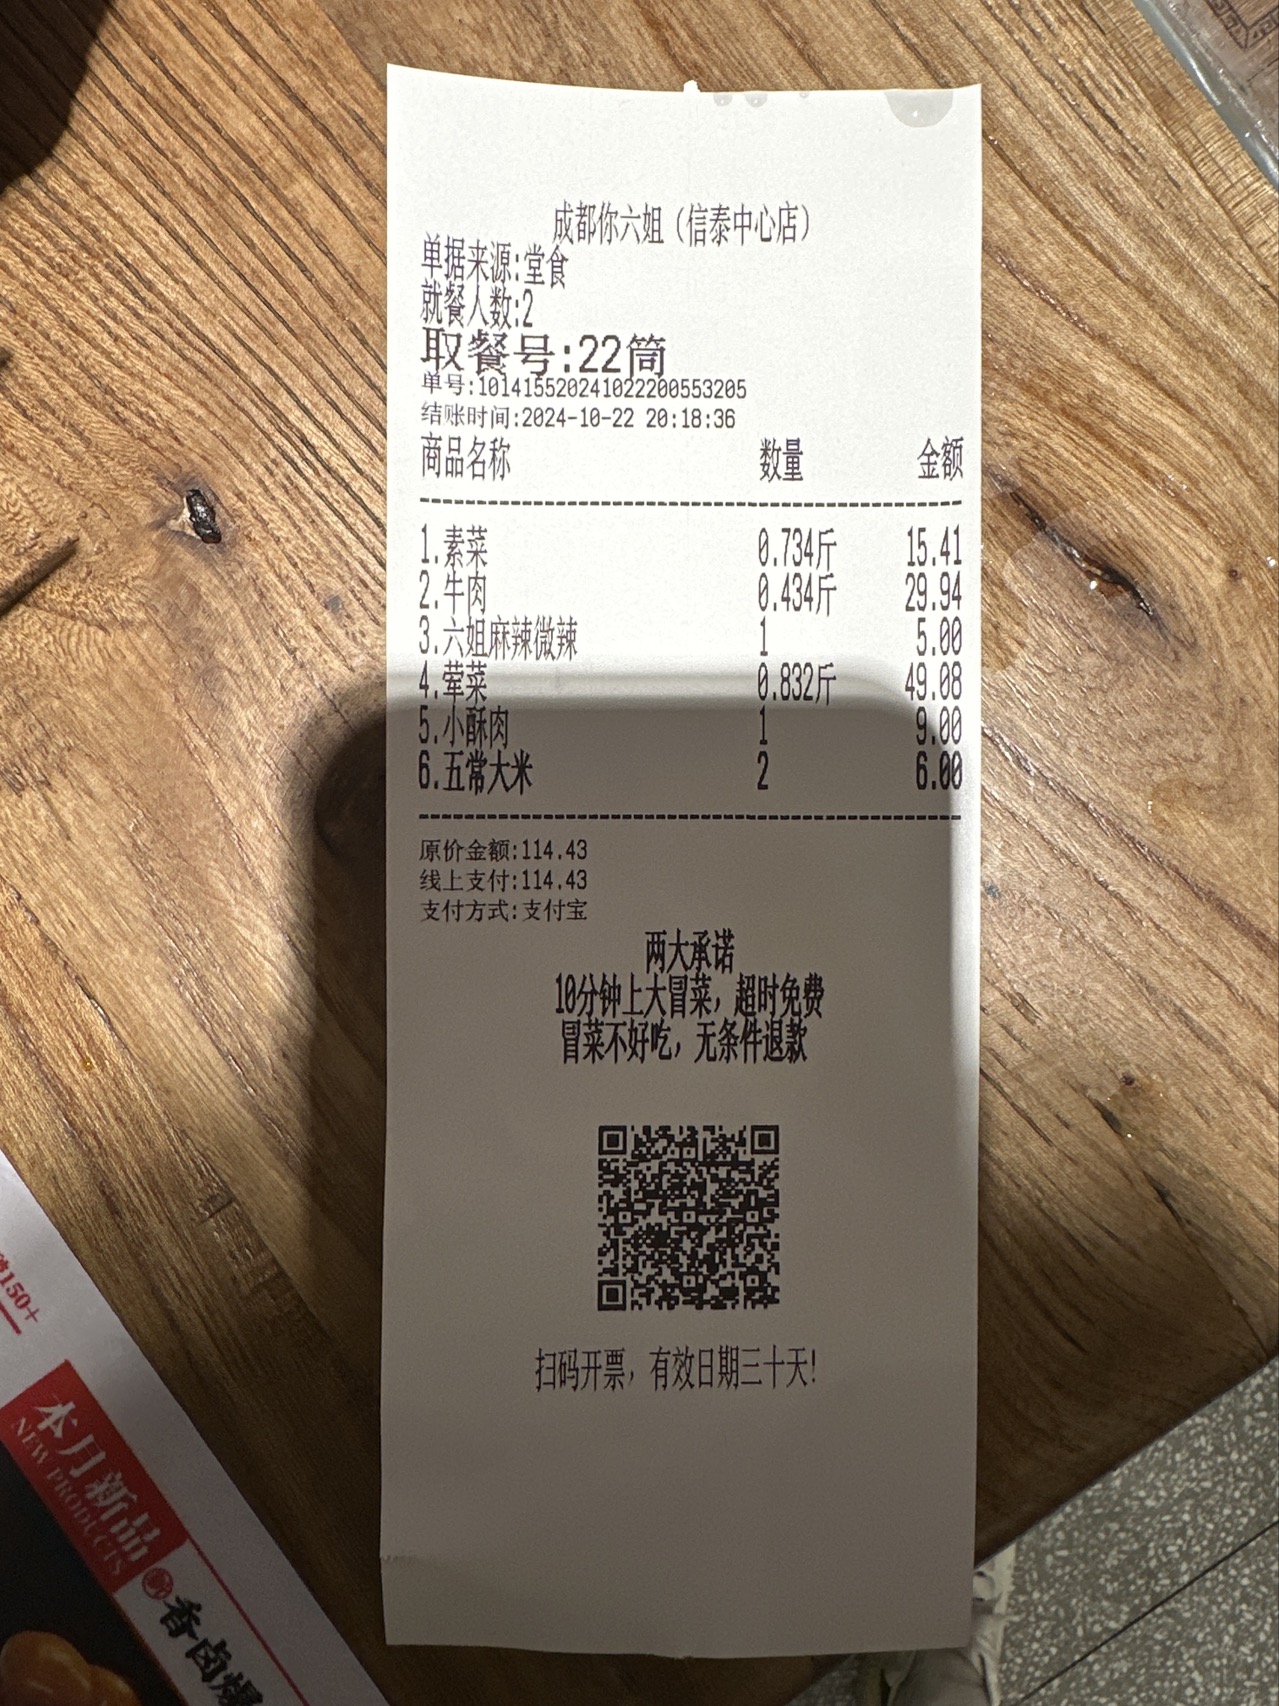 成都你六姐（信泰中心店）
单据来源:堂食
就餐人数:2
取餐号:22筒
单号:101415520241022200553205
结账时间:2024-10-22 20:18:36
商品名称 数量 金额
1.素菜 0.734斤 15.41
2.牛肉 0.434斤 29.94
3.六姐麻辣微辣 1 5.00
4.荤菜 0.832斤 49.08
5.小酥肉 1 9.00
6.五常大米 2 6.00
原价金额:114.43
线上支付:114.43
支付方式:支付宝
两大承诺
10分钟上大冒菜，超时免费
冒菜不好吃，无条件退款
扫码开票，有效日期三十天!
150+
本月新品
NEW PRODUCTS
香卤爆